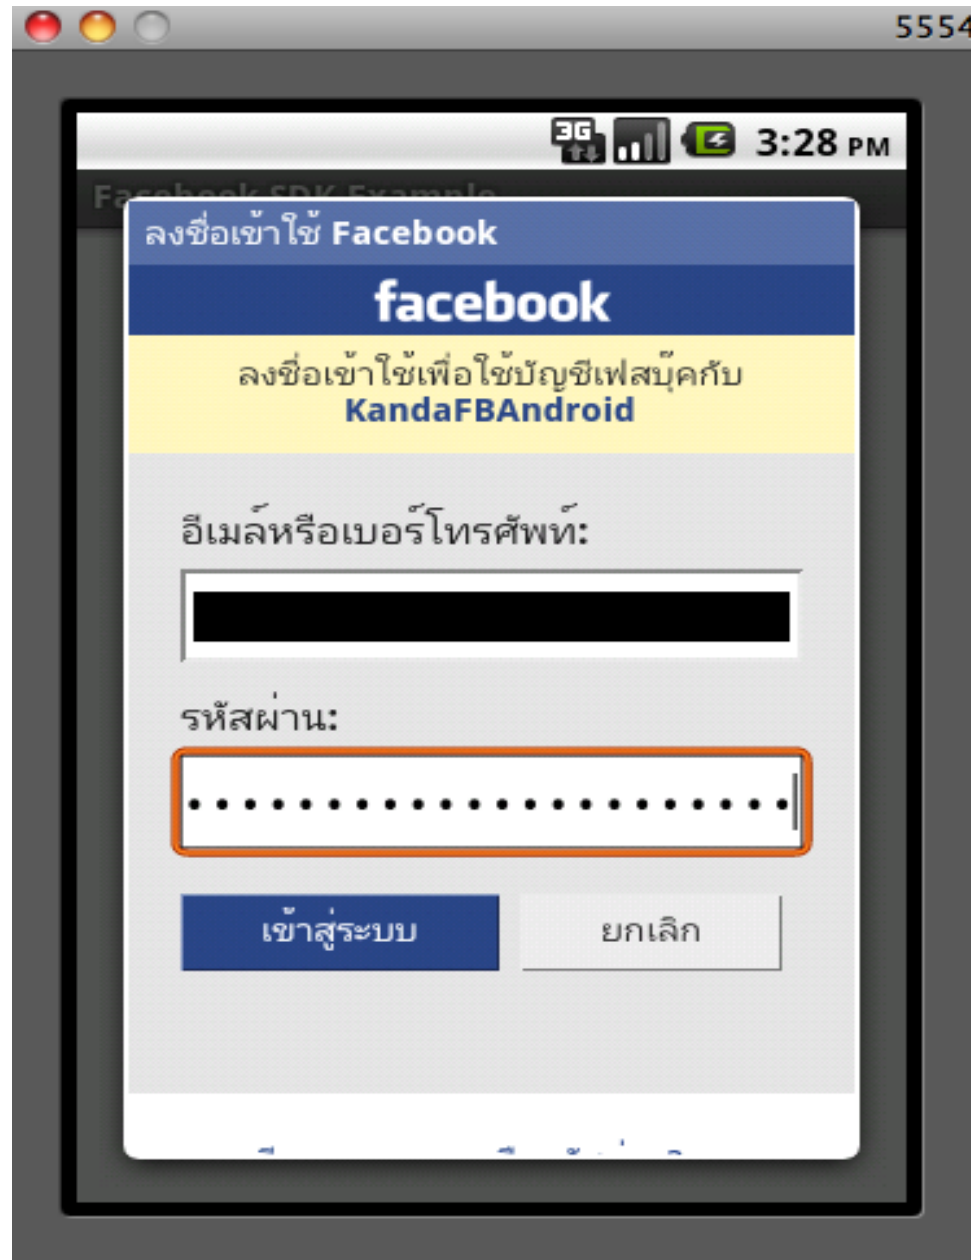 5554
3G 3:28 PM
Facebook SDK Example
ลงชื่อเข้าใช้ Facebook
facebook
ลงชื่อเข้าใช้เพื่อใช้บัญชีเฟสบุ๊คกับ
KandaFBAndroid
อีเมล์หรือเบอร์โทรศัพท์:
รหัสผ่าน:
เข้าสู่ระบบ ยกเลิก